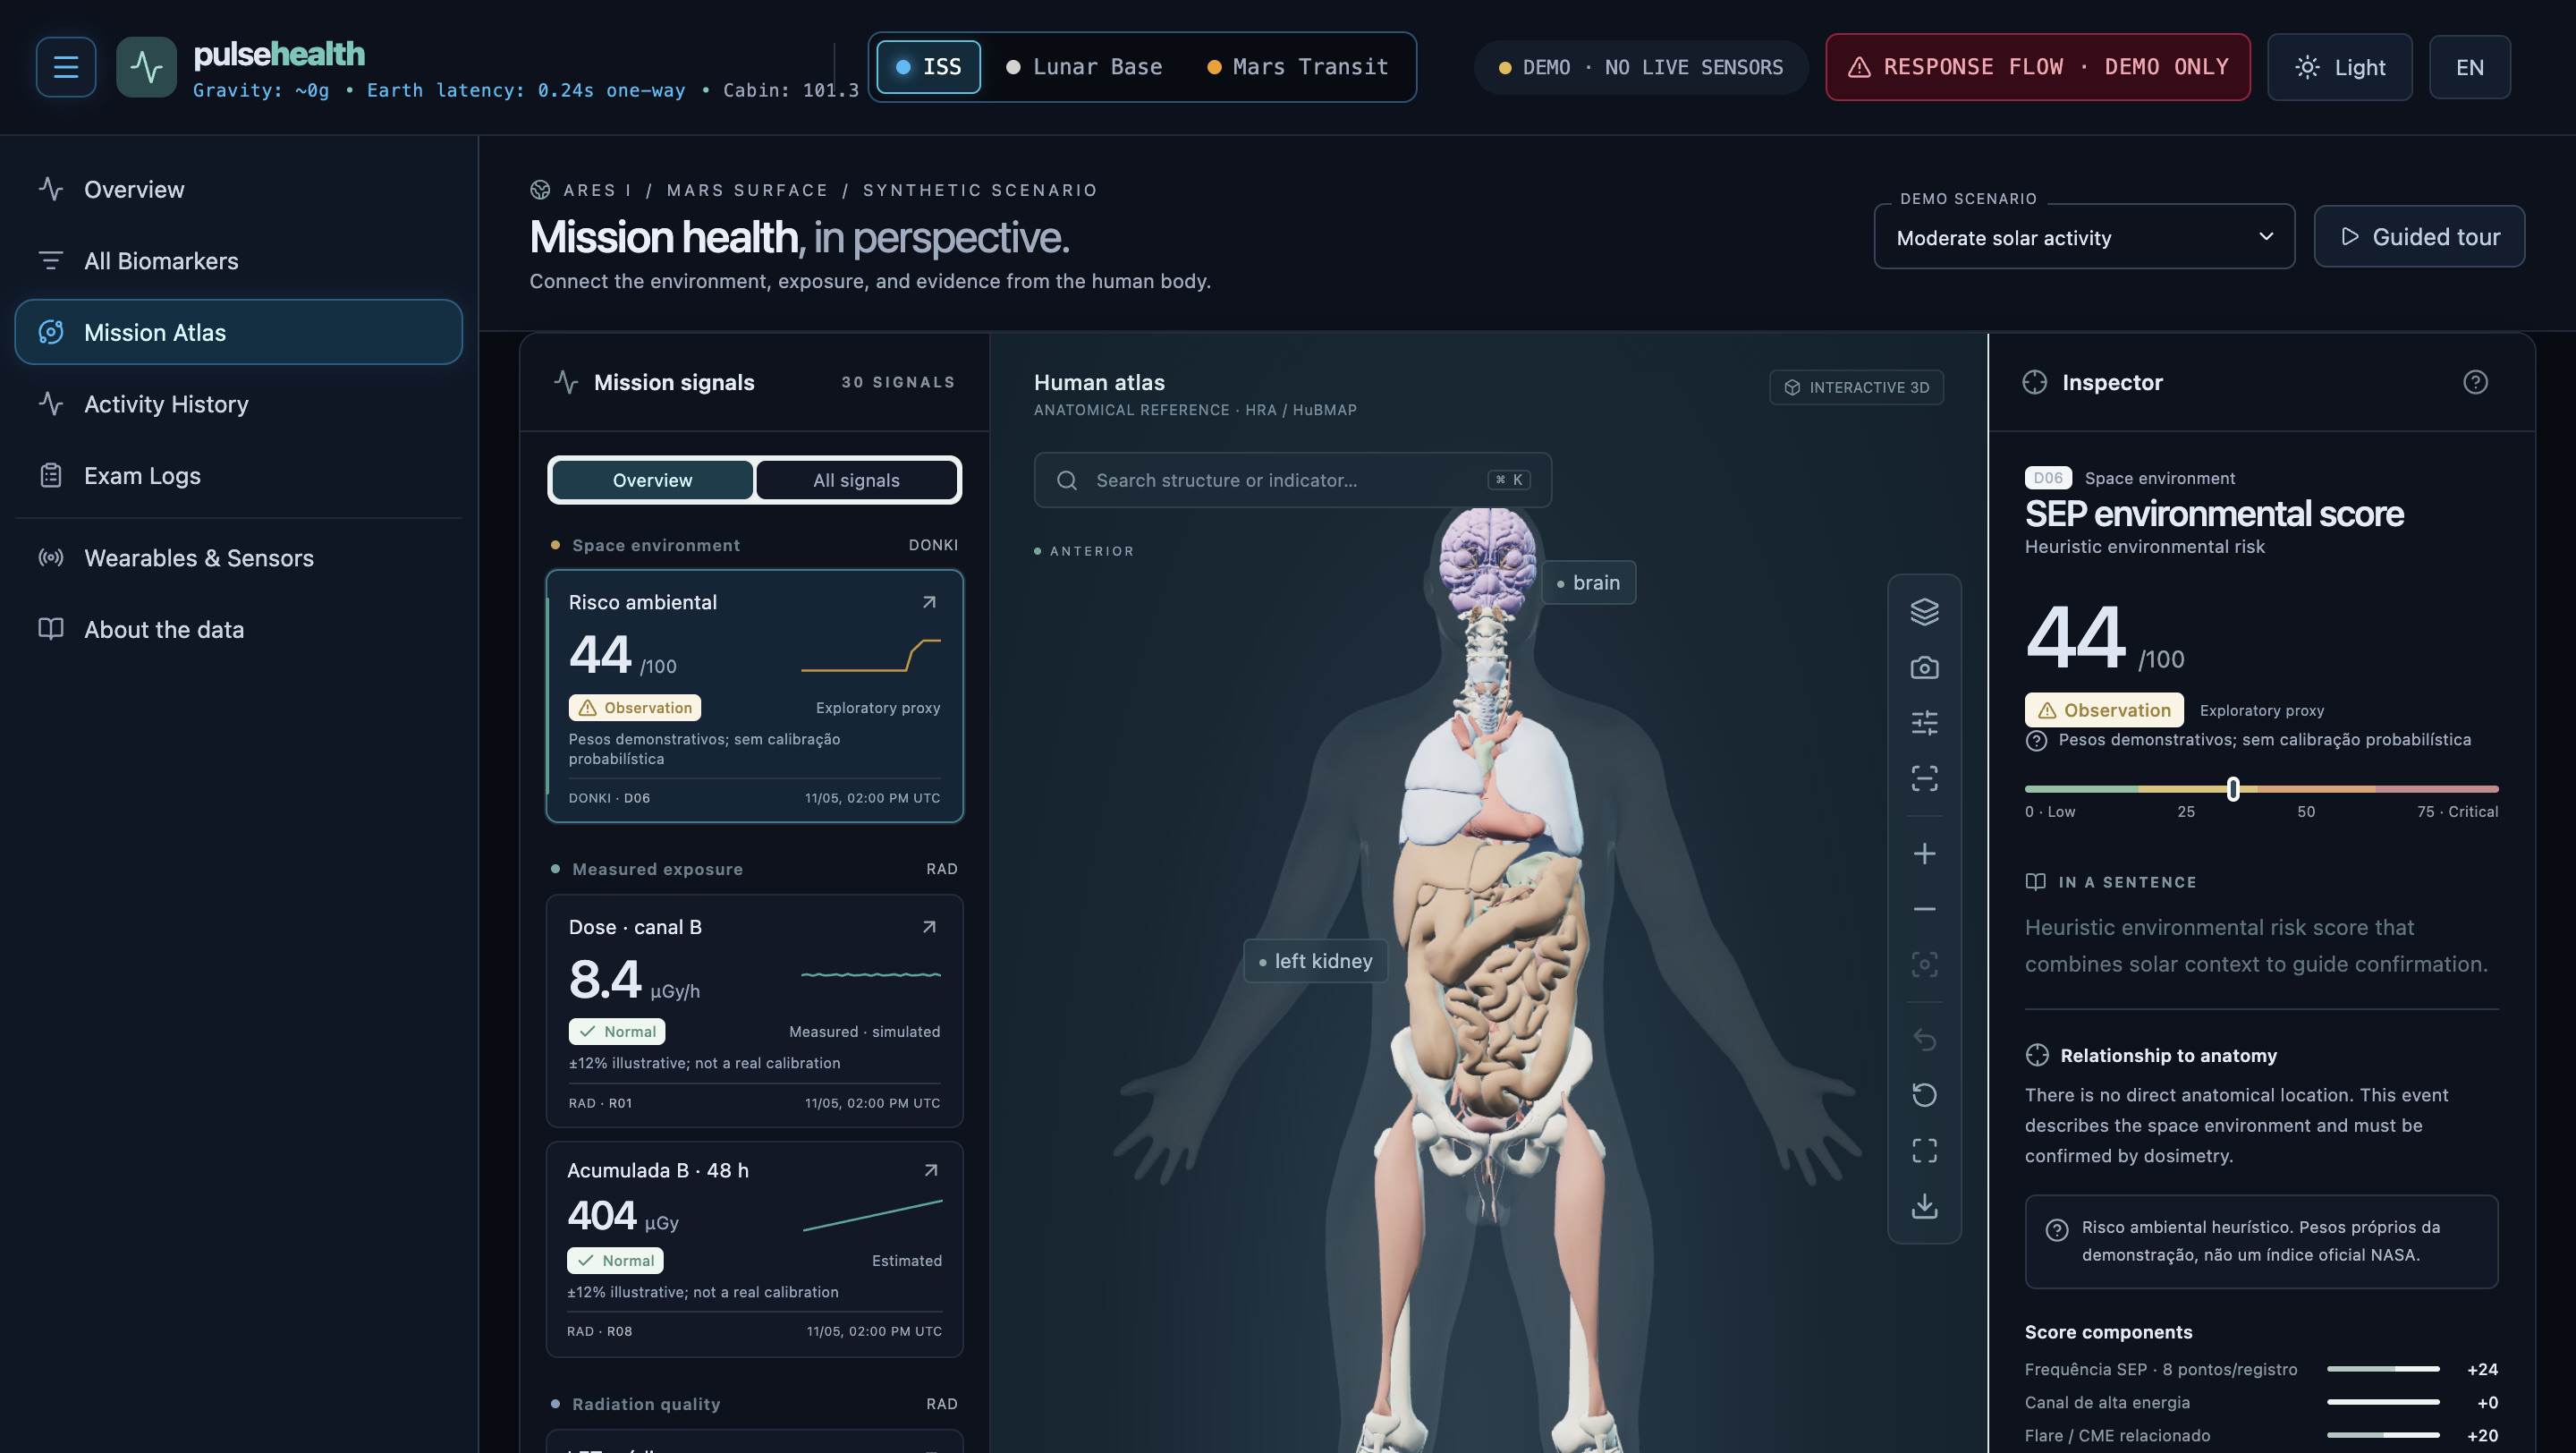 pulsehealth
Gravity: ~0g • Earth latency: 0.24s one-way • Cabin: 101.3
ISS
Lunar Base
Mars Transit
DEMO · NO LIVE SENSORS
RESPONSE FLOW · DEMO ONLY
Light
EN
Overview
All Biomarkers
Mission Atlas
Activity History
Exam Logs
Wearables & Sensors
About the data
ARES I / MARS SURFACE / SYNTHETIC SCENARIO
Mission health, in perspective.
Connect the environment, exposure, and evidence from the human body.
DEMO SCENARIO
Moderate solar activity
Guided tour
Mission signals
30 SIGNALS
Overview
All signals
Space environment
DONKI
Risco ambiental
44 /100
Observation
Exploratory proxy
Pesos demonstrativos; sem calibração
probabilística
DONKI · D06
11/05, 02:00 PM UTC
Measured exposure
RAD
Dose · canal B
8.4 µGy/h
Normal
Measured · simulated
±12% illustrative; not a real calibration
RAD · R01
11/05, 02:00 PM UTC
Acumulada B · 48 h
404 µGy
Normal
Estimated
±12% illustrative; not a real calibration
RAD · R08
11/05, 02:00 PM UTC
Radiation quality
RAD
Human atlas
ANATOMICAL REFERENCE · HRA / HuBMAP
INTERACTIVE 3D
Search structure or indicator...
⌘ K
ANTERIOR
brain
left kidney
Inspector
D06
Space environment
SEP environmental score
Heuristic environmental risk
44 /100
Observation
Exploratory proxy
Pesos demonstrativos; sem calibração probabilística
0 · Low
25
50
75 · Critical
IN A SENTENCE
Heuristic environmental risk score that
combines solar context to guide confirmation.
Relationship to anatomy
There is no direct anatomical location. This event
describes the space environment and must be
confirmed by dosimetry.
Risco ambiental heurístico. Pesos próprios da
demonstração, não um índice oficial NASA.
Score components
Frequência SEP · 8 pontos/registro
+24
Canal de alta energia
+0
Flare / CME relacionado
+20